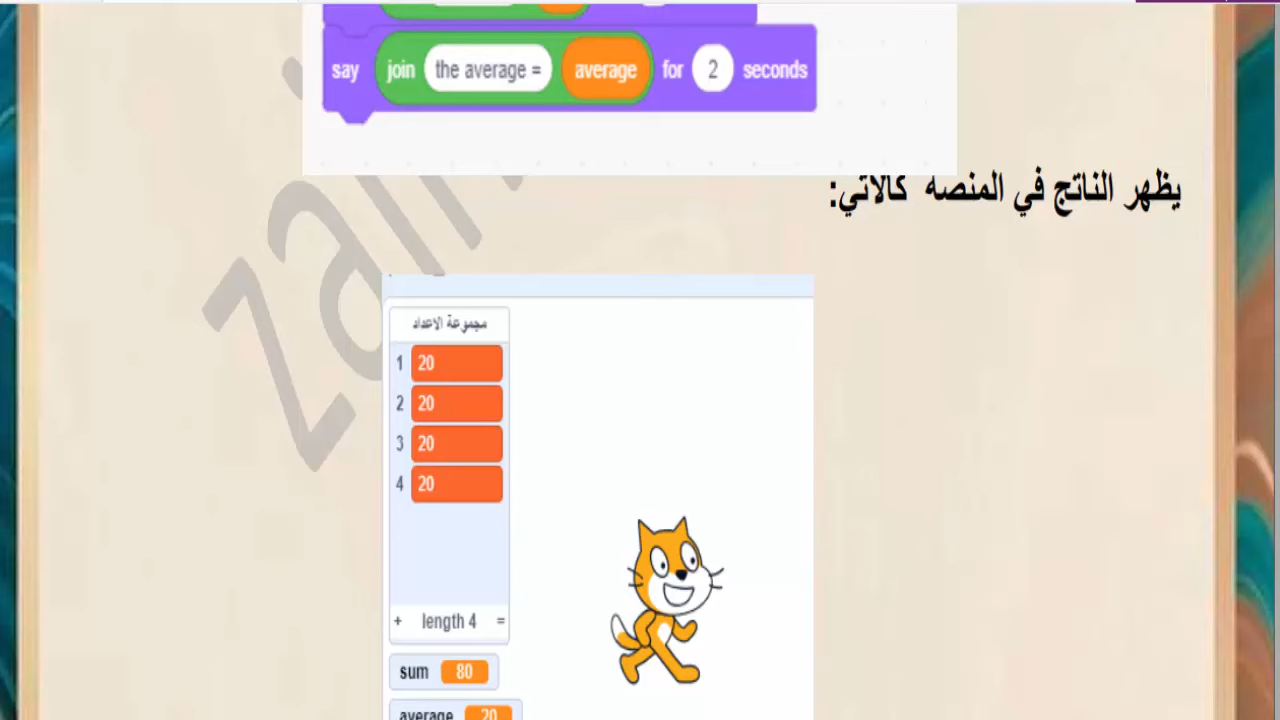 say join the average = average for 2 seconds
يظهر الناتج في المنصه كالاتي:
مجموعة الاعداد
1 20
2 20
3 20
4 20
+ length 4 =
sum 80
average 20